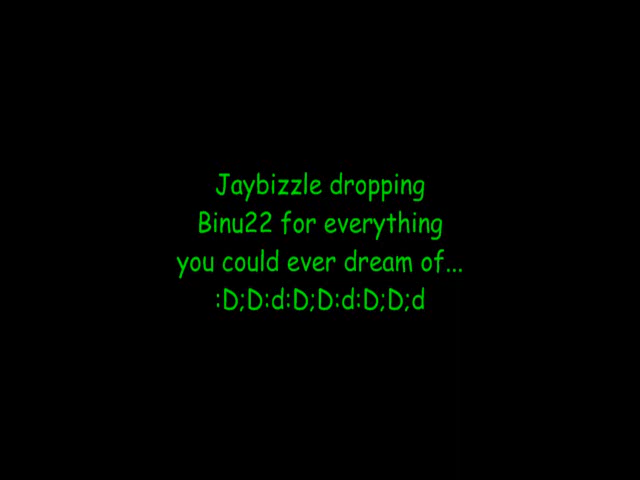 Jaybizzle dropping
Binu22 for everything
you could ever dream of...
:D;D:d:D;D:d:D;D;d